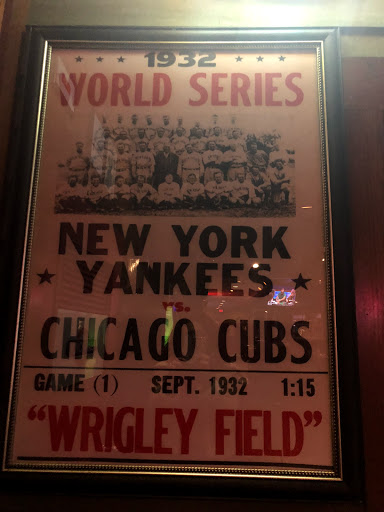 1932
WORLD SERIES
NEW YORK
YANKEES
vs.
CHICAGO CUBS
GAME (1) SEPT. 1932 1:15
"WRIGLEY FIELD"